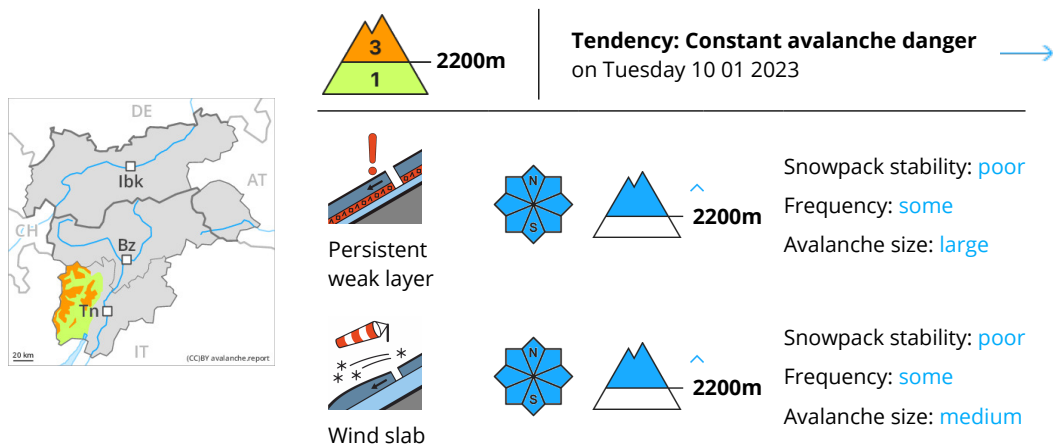 3
1
2200m
Tendency: Constant avalanche danger
on Tuesday 10 01 2023
DE
AT
Ibk
CH
Bz
Tn
IT
20 km
(CC)BY avalanche.report
N
S
2200m
Persistent
weak layer
Snowpack stability: poor
Frequency: some
Avalanche size: large
N
S
2200m
Wind slab
Snowpack stability: poor
Frequency: some
Avalanche size: medium